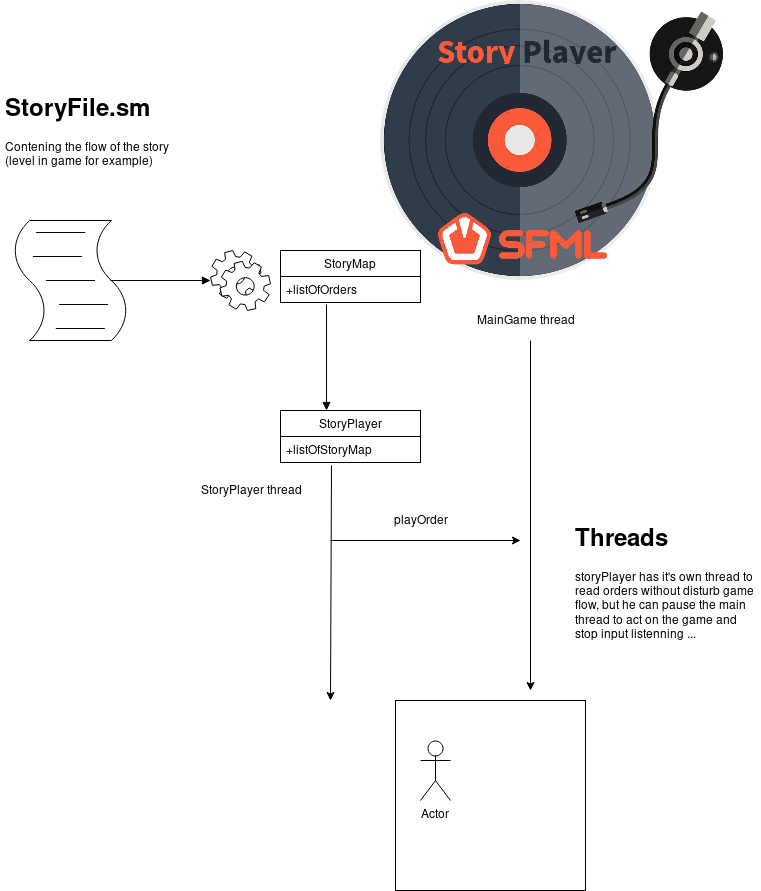 Story Player
StoryFile.sm
Contening the flow of the story
(level in game for example)
SFML
StoryMap
+listOfOrders
MainGame thread
StoryPlayer
+listOfStoryMap
StoryPlayer thread
playOrder
Threads
storyPlayer has it's own thread to
read orders without disturb game
flow, but he can pause the main
thread to act on the game and
stop input listenning ...
Actor